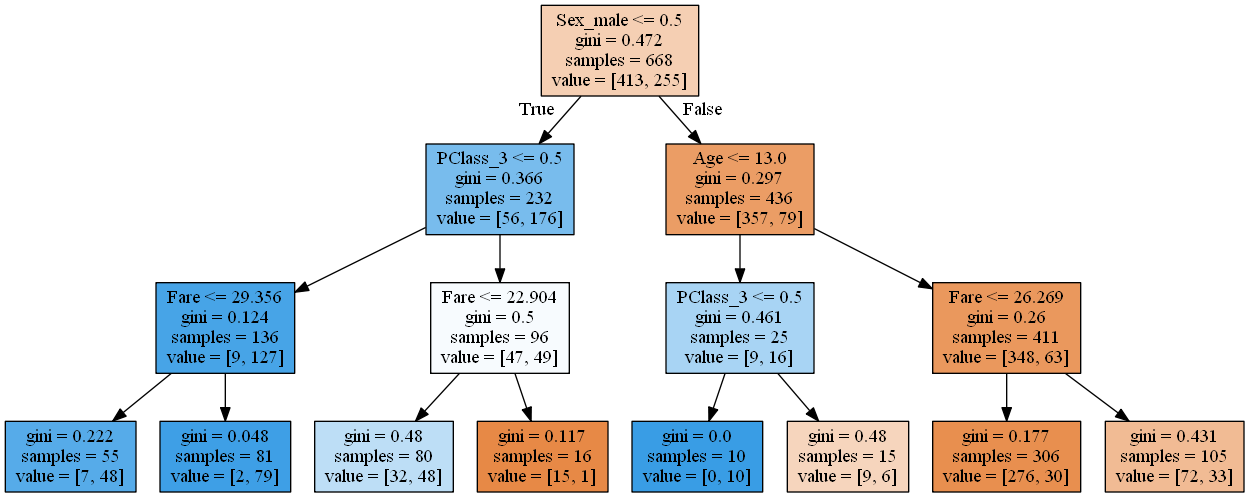 Sex_male <= 0.5
gini = 0.472
samples = 668
value = [413, 255]
True
False
PClass_3 <= 0.5
gini = 0.366
samples = 232
value = [56, 176]
Age <= 13.0
gini = 0.297
samples = 436
value = [357, 79]
Fare <= 29.356
gini = 0.124
samples = 136
value = [9, 127]
Fare <= 22.904
gini = 0.5
samples = 96
value = [47, 49]
PClass_3 <= 0.5
gini = 0.461
samples = 25
value = [9, 16]
Fare <= 26.269
gini = 0.26
samples = 411
value = [348, 63]
gini = 0.222
samples = 55
value = [7, 48]
gini = 0.048
samples = 81
value = [2, 79]
gini = 0.48
samples = 80
value = [32, 48]
gini = 0.117
samples = 16
value = [15, 1]
gini = 0.0
samples = 10
value = [0, 10]
gini = 0.48
samples = 15
value = [9, 6]
gini = 0.177
samples = 306
value = [276, 30]
gini = 0.431
samples = 105
value = [72, 33]